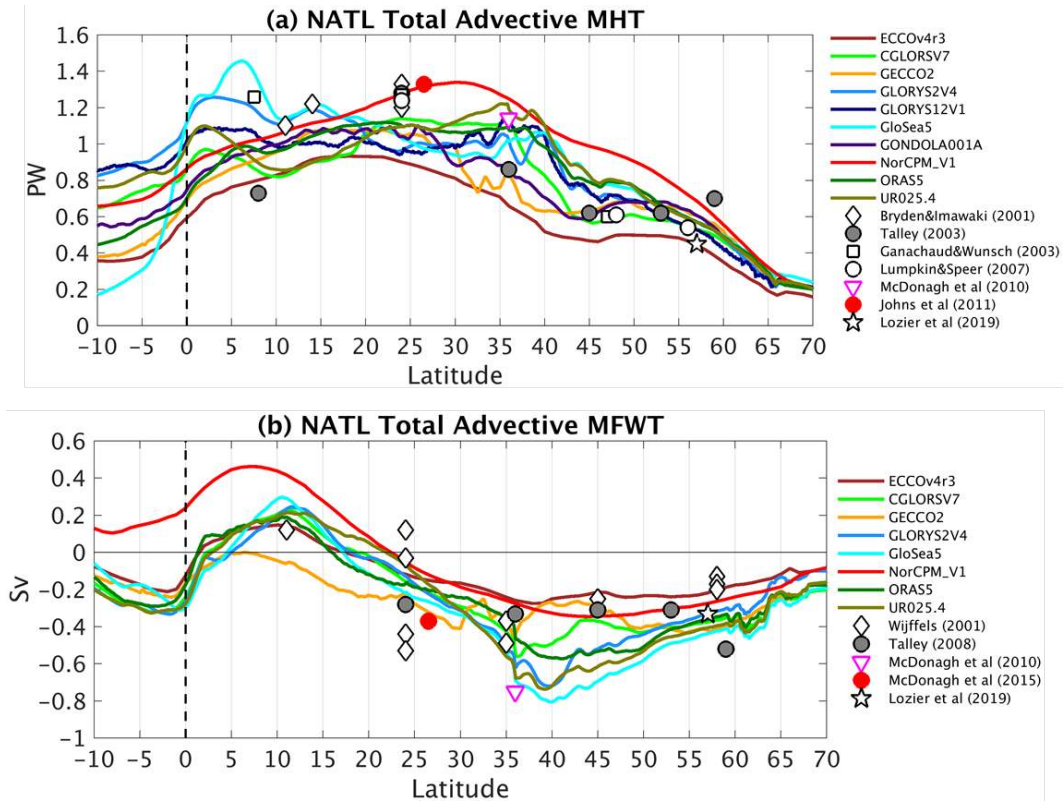 (a) NATL Total Advective MHT
PW
1.6
1.4
1.2
1
0.8
0.6
0.4
0.2
0
-10 -5 0 5 10 15 20 25 30 35 40 45 50 55 60 65 70
Latitude
ECCOv4r3
CGLORSV7
GECCO2
GLORYS2V4
GLORYS12V1
GloSea5
GONDOLA001A
NorCPM_V1
ORAS5
UR025.4
Bryden&Imawaki (2001)
Talley (2003)
Ganachaud&Wunsch (2003)
Lumpkin&Speer (2007)
McDonagh et al (2010)
Johns et al (2011)
Lozier et al (2019)
(b) NATL Total Advective MFWT
Sv
0.6
0.4
0.2
0
-0.2
-0.4
-0.6
-0.8
-1
-10 -5 0 5 10 15 20 25 30 35 40 45 50 55 60 65 70
Latitude
ECCOv4r3
CGLORSV7
GECCO2
GLORYS2V4
GloSea5
NorCPM_V1
ORAS5
UR025.4
Wijffels (2001)
Talley (2008)
McDonagh et al (2010)
McDonagh et al (2015)
Lozier et al (2019)